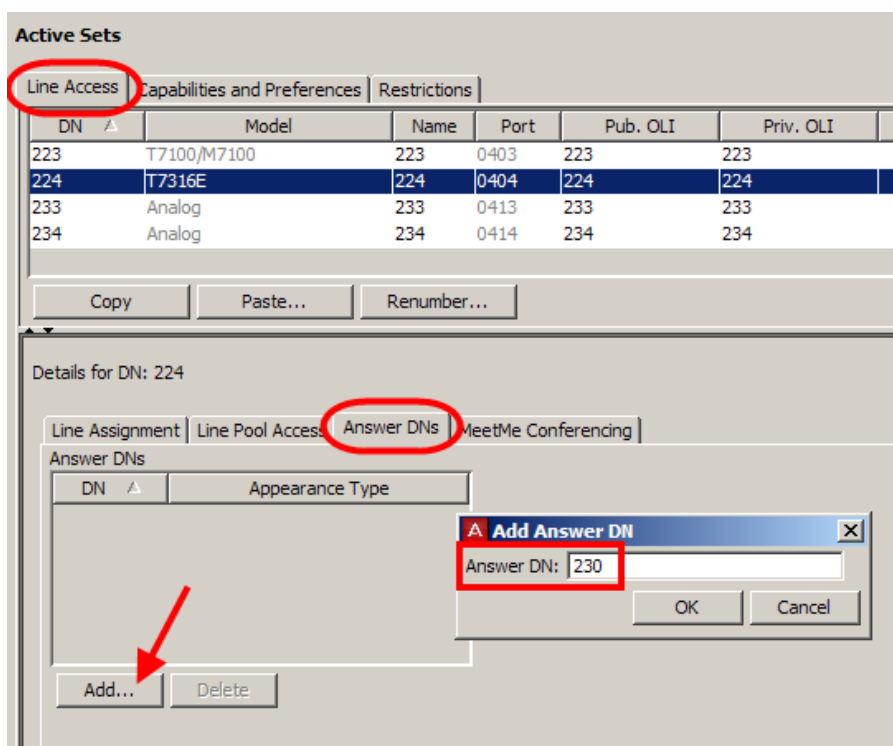 Active Sets
Line Access Capabilities and Preferences Restrictions
DN Model Name Port Pub. OLI Priv. OLI
223 T7100/M7100 223 0403 223 223
224 T7316E 224 0404 224 224
233 Analog 233 0413 233 233
234 Analog 234 0414 234 234
Copy Paste... Renumber...
Details for DN: 224
Line Assignment Line Pool Access Answer DNs MeetMe Conferencing
Answer DNs
DN Appearance Type
A Add Answer DN
Answer DN: 230
OK Cancel
Add... Delete